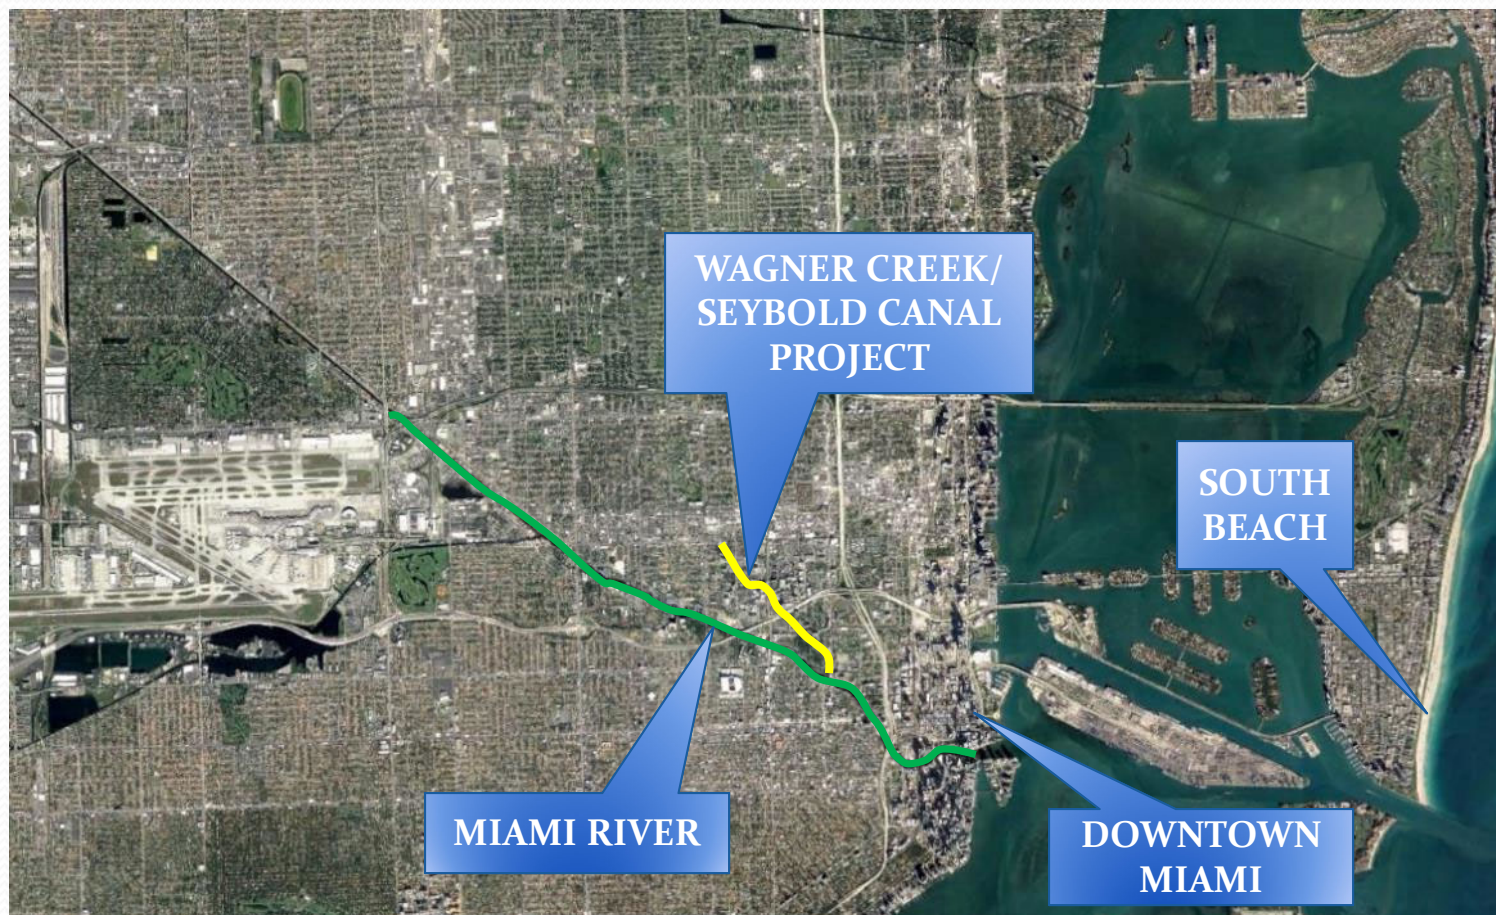 WAGNER CREEK/
SEYBOLD CANAL
PROJECT
SOUTH
BEACH
MIAMI RIVER
DOWNTOWN
MIAMI